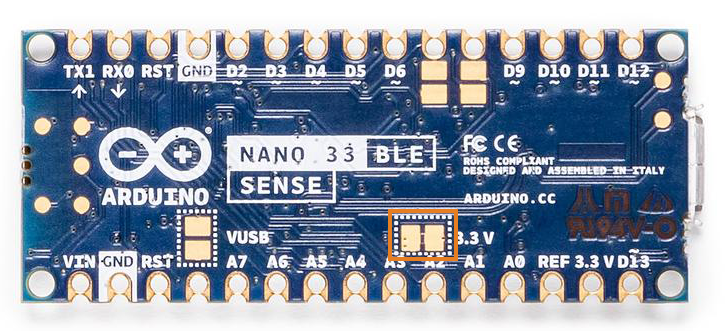 TX1 RX0 RST GND D2 D3 D4 D5 D6 D9 D10 D11 D12
NANO 33 BLE
SENSE
ARDUINO
FC CE
ROHS COMPLIANT
DESIGNED AND ASSEMBLED IN ITALY
ARDUINO.CC
94V-0
VUSB
3.3 V
VIN GND RST A7 A6 A5 A4 A3 A2 A1 A0 REF 3.3 V D13